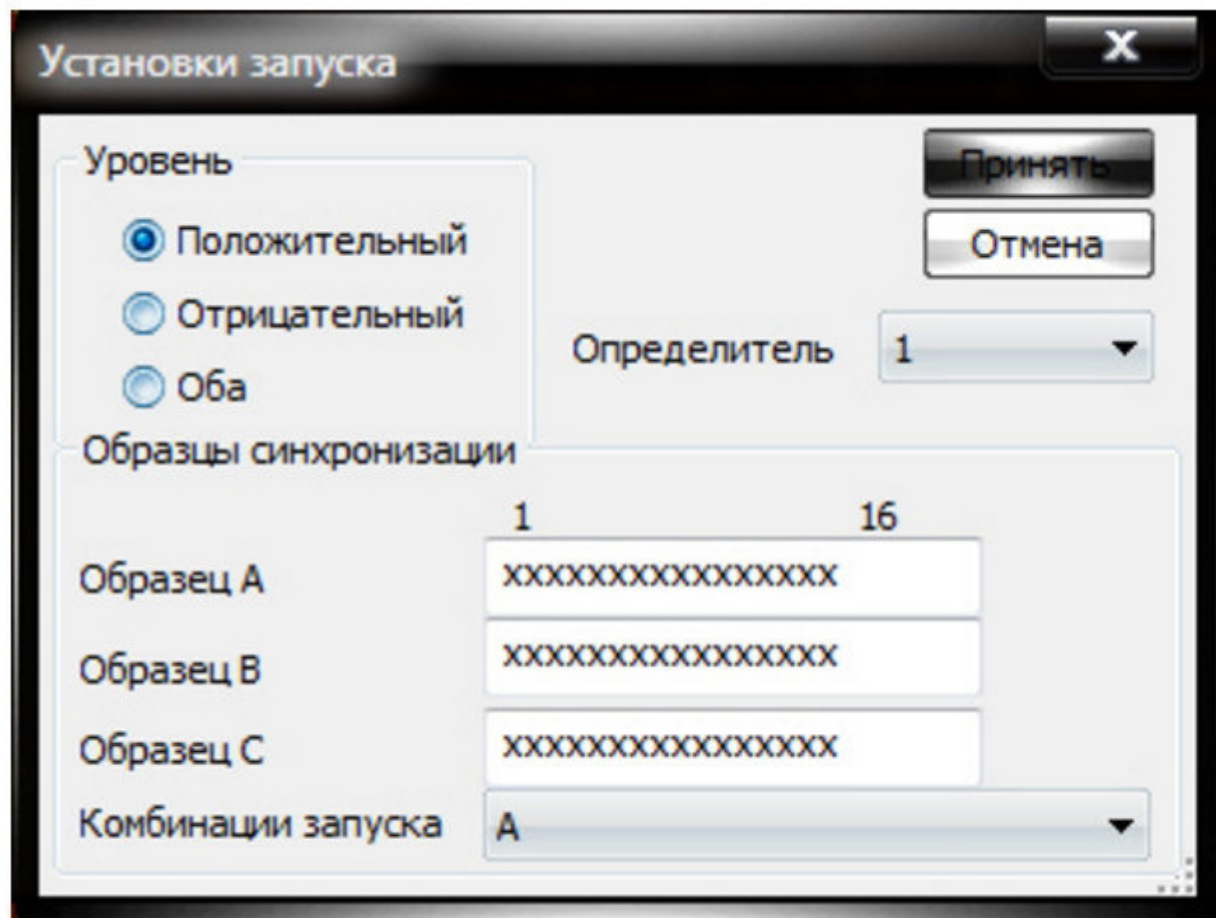 Установки запуска
X
Уровень
Принять
Положительный
Отмена
Отрицательный
Определитель 1
Оба
Образцы синхронизации
1 16
Образец A xxxxxxxxxxxxxxxx
Образец B xxxxxxxxxxxxxxxx
Образец C xxxxxxxxxxxxxxxx
Комбинации запуска A